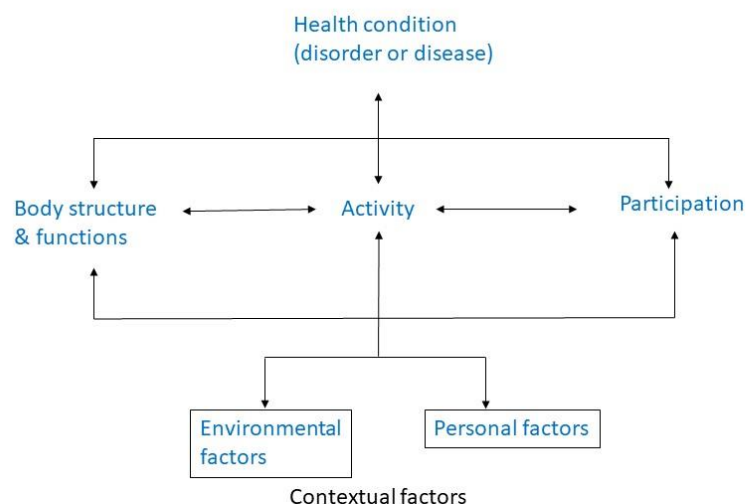 Health condition
(disorder or disease)
Body structure
& functions
Activity
Participation
Environmental
factors
Personal factors
Contextual factors